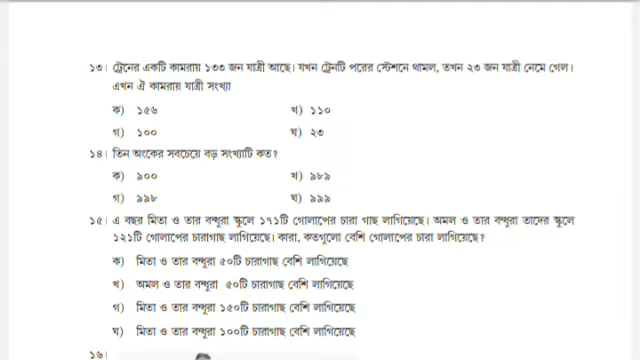 ১৩। ট্রেনের একটি কামরায় ১৩৩ জন যাত্রী আছে। যখন ট্রেনটি পরের স্টেশনে থামল, তখন ২৩ জন যাত্রী নেমে গেল।
এখন ঐ কামরায় যাত্রী সংখ্যা
ক) ১৫৬ খ) ১১০
গ) ১০০ ঘ) ২৩
১৪। তিন অংকের সবচেয়ে বড় সংখ্যাটি কত?
ক) ৯০০ খ) ৯৮৯
গ) ৯৯৮ ঘ) ৯৯৯
১৫। এ বছর মিতা ও তার বন্ধুরা স্কুলে ১৭১টি গোলাপের চারা গাছ লাগিয়েছে। অমল ও তার বন্ধুরা তাদের স্কুলে
১২১টি গোলাপের চারাগাছ লাগিয়েছে। কারা, কতগুলো বেশি গোলাপের চারা লাগিয়েছে?
ক) মিতা ও তার বন্ধুরা ৫০টি চারাগাছ বেশি লাগিয়েছে
খ) অমল ও তার বন্ধুরা ৫০টি চারাগাছ বেশি লাগিয়েছে
গ) মিতা ও তার বন্ধুরা ১৫০টি চারাগাছ বেশি লাগিয়েছে
ঘ) মিতা ও তার বন্ধুরা ১০০টি চারাগাছ বেশি লাগিয়েছে
১৬।